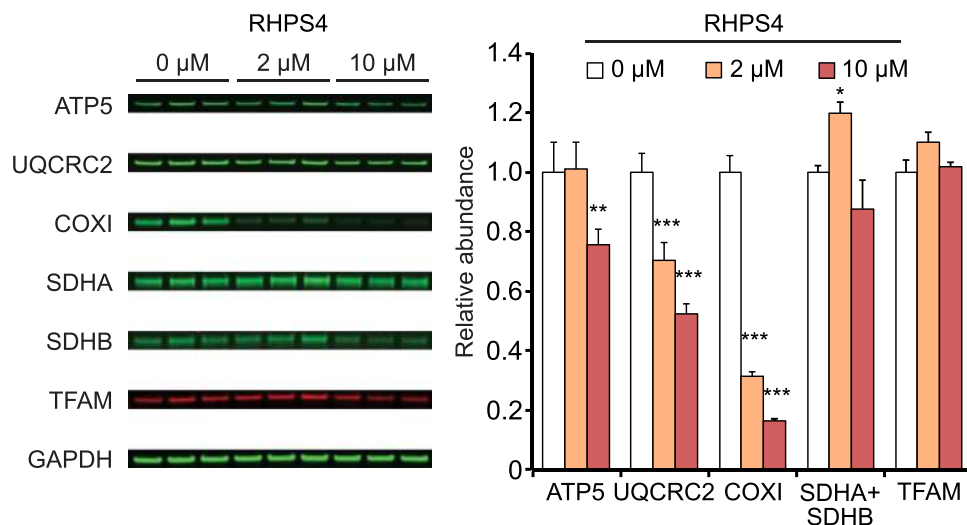 RHPS4
0 µM 2 µM 10 µM
ATP5
UQCRC2
COXI
SDHA
SDHB
TFAM
GAPDH
RHPS4
0 µM 2 µM 10 µM
Relative abundance
1.4
1.2
1.0
0.8
0.6
0.4
0.2
0
**
***
***
***
***
*
ATP5 UQCRC2 COXI SDHA+ TFAM
SDHB